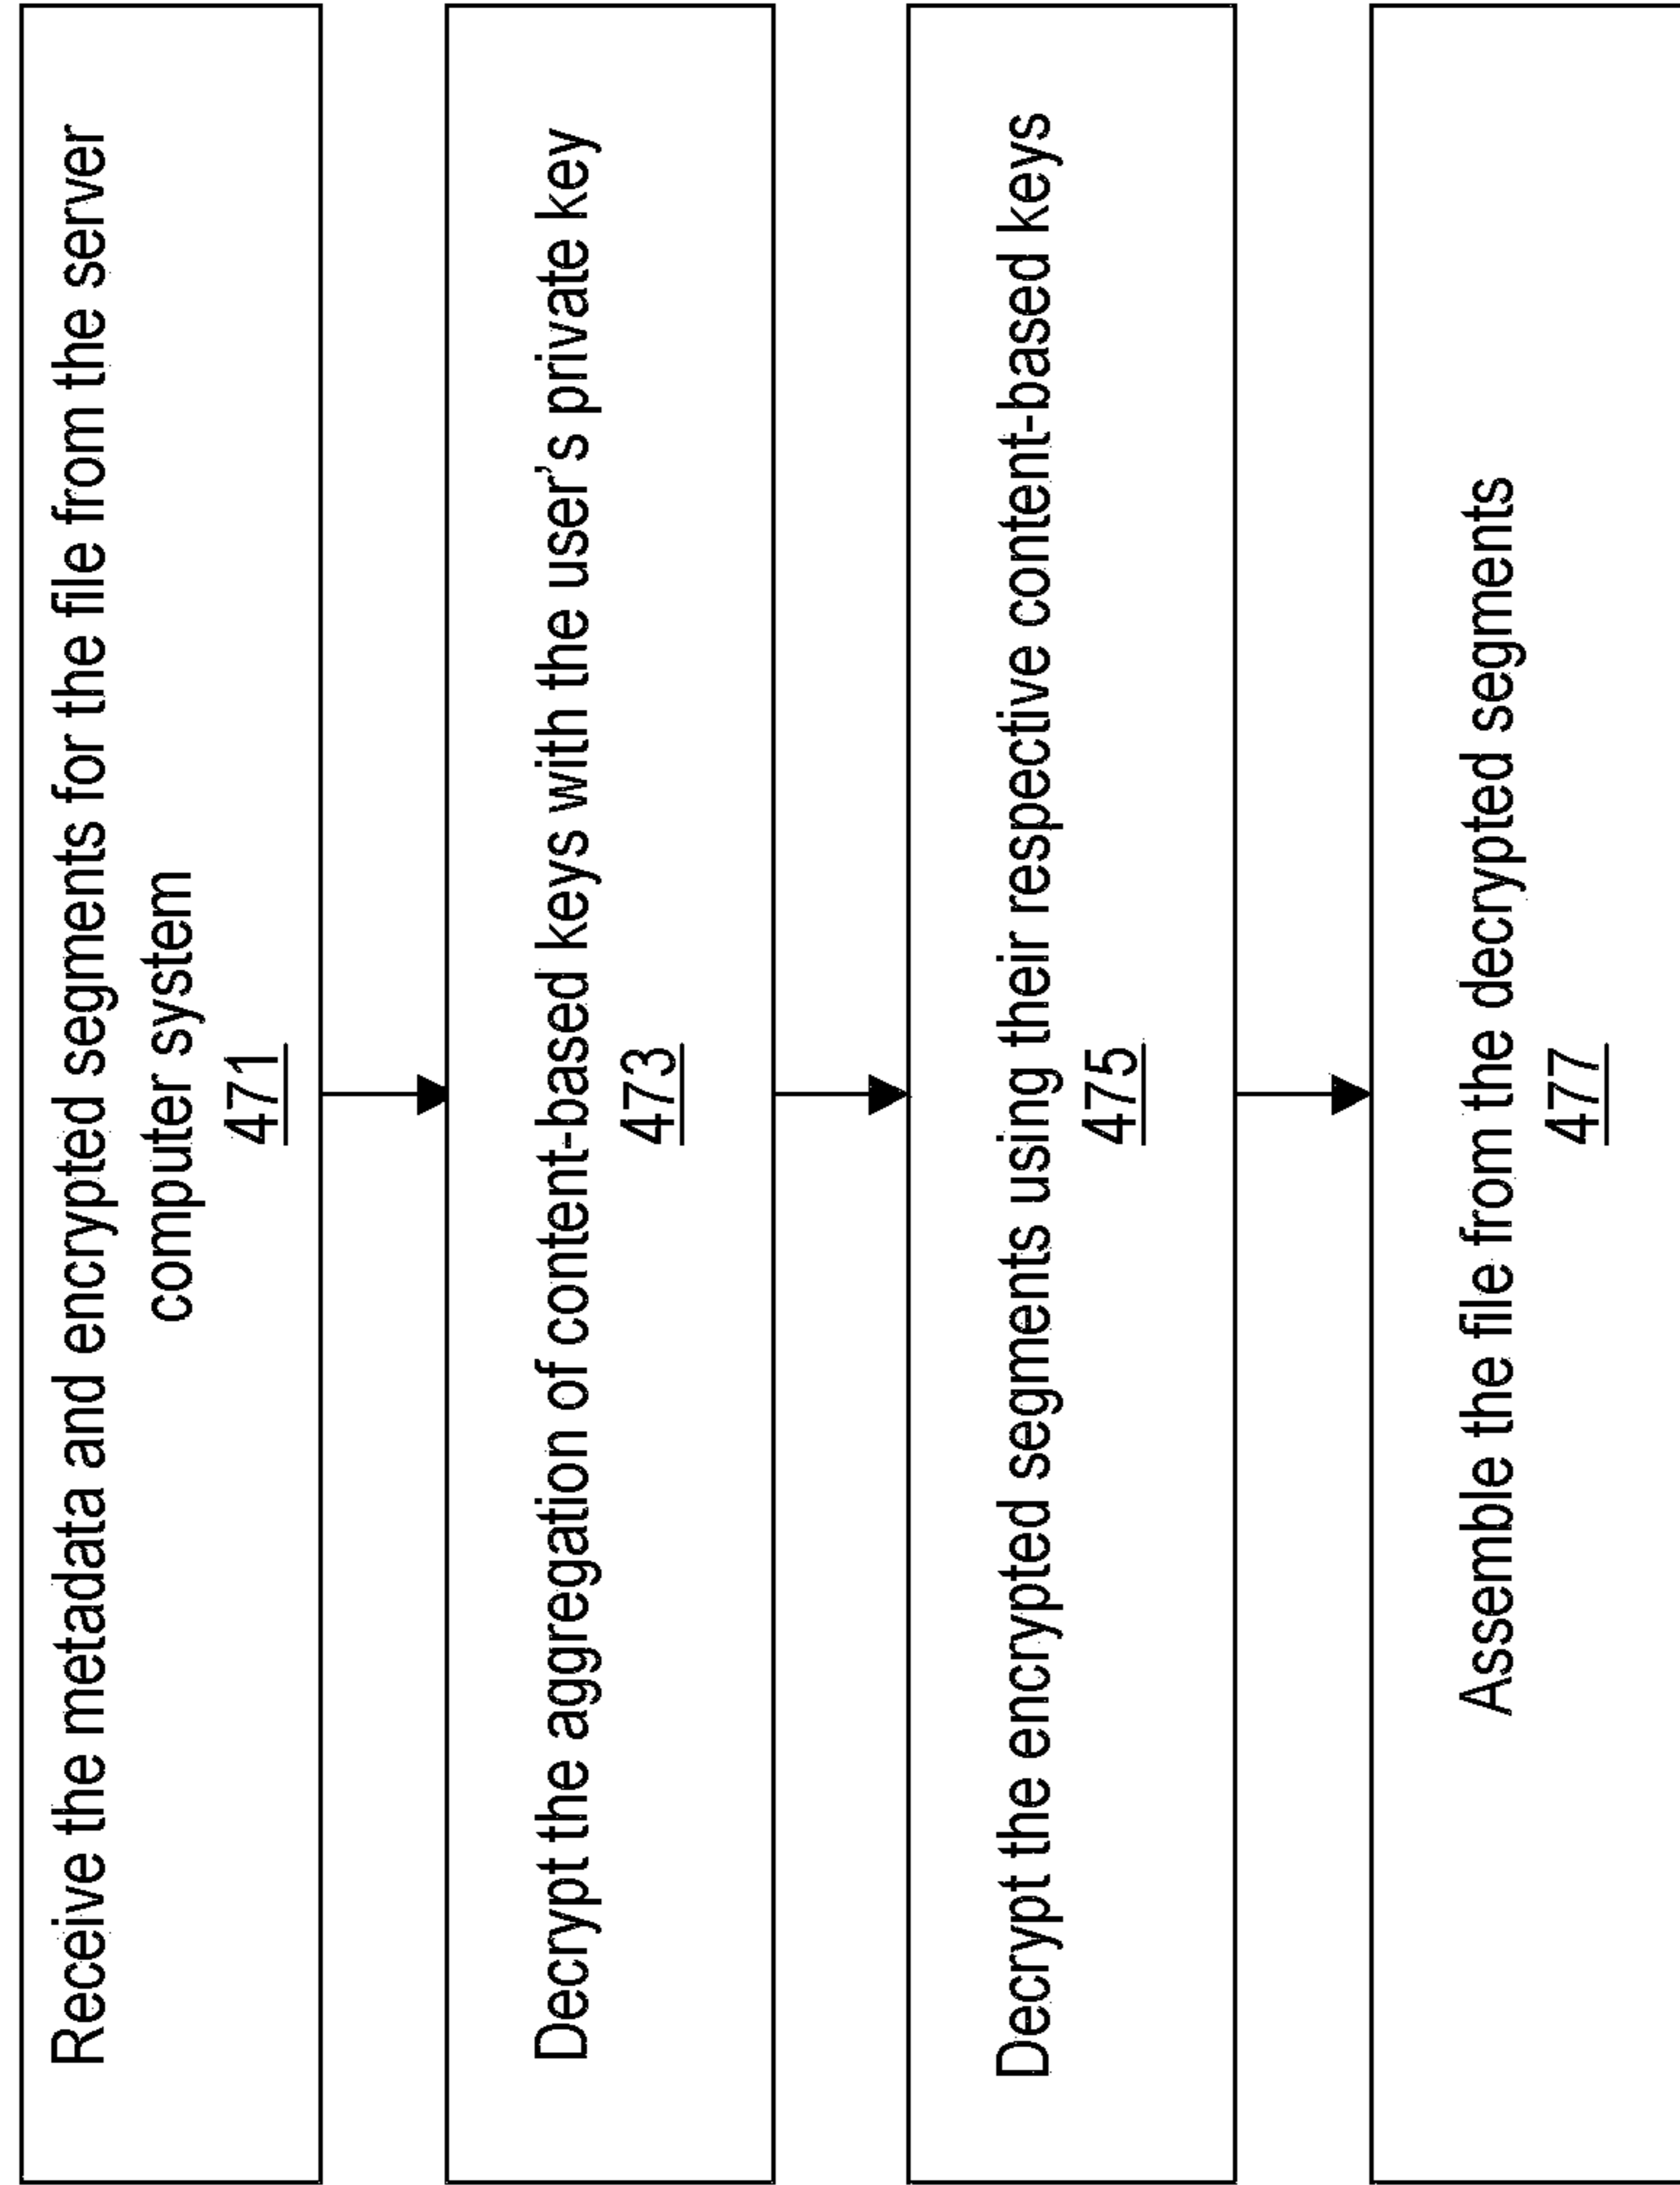 Receive the metadata and encrypted segments for the file from the server
computer system
471
Decrypt the aggregation of content-based keys with the user's private key
473
Decrypt the encrypted segments using their respective content-based keys
475
Assemble the file from the decrypted segments
477